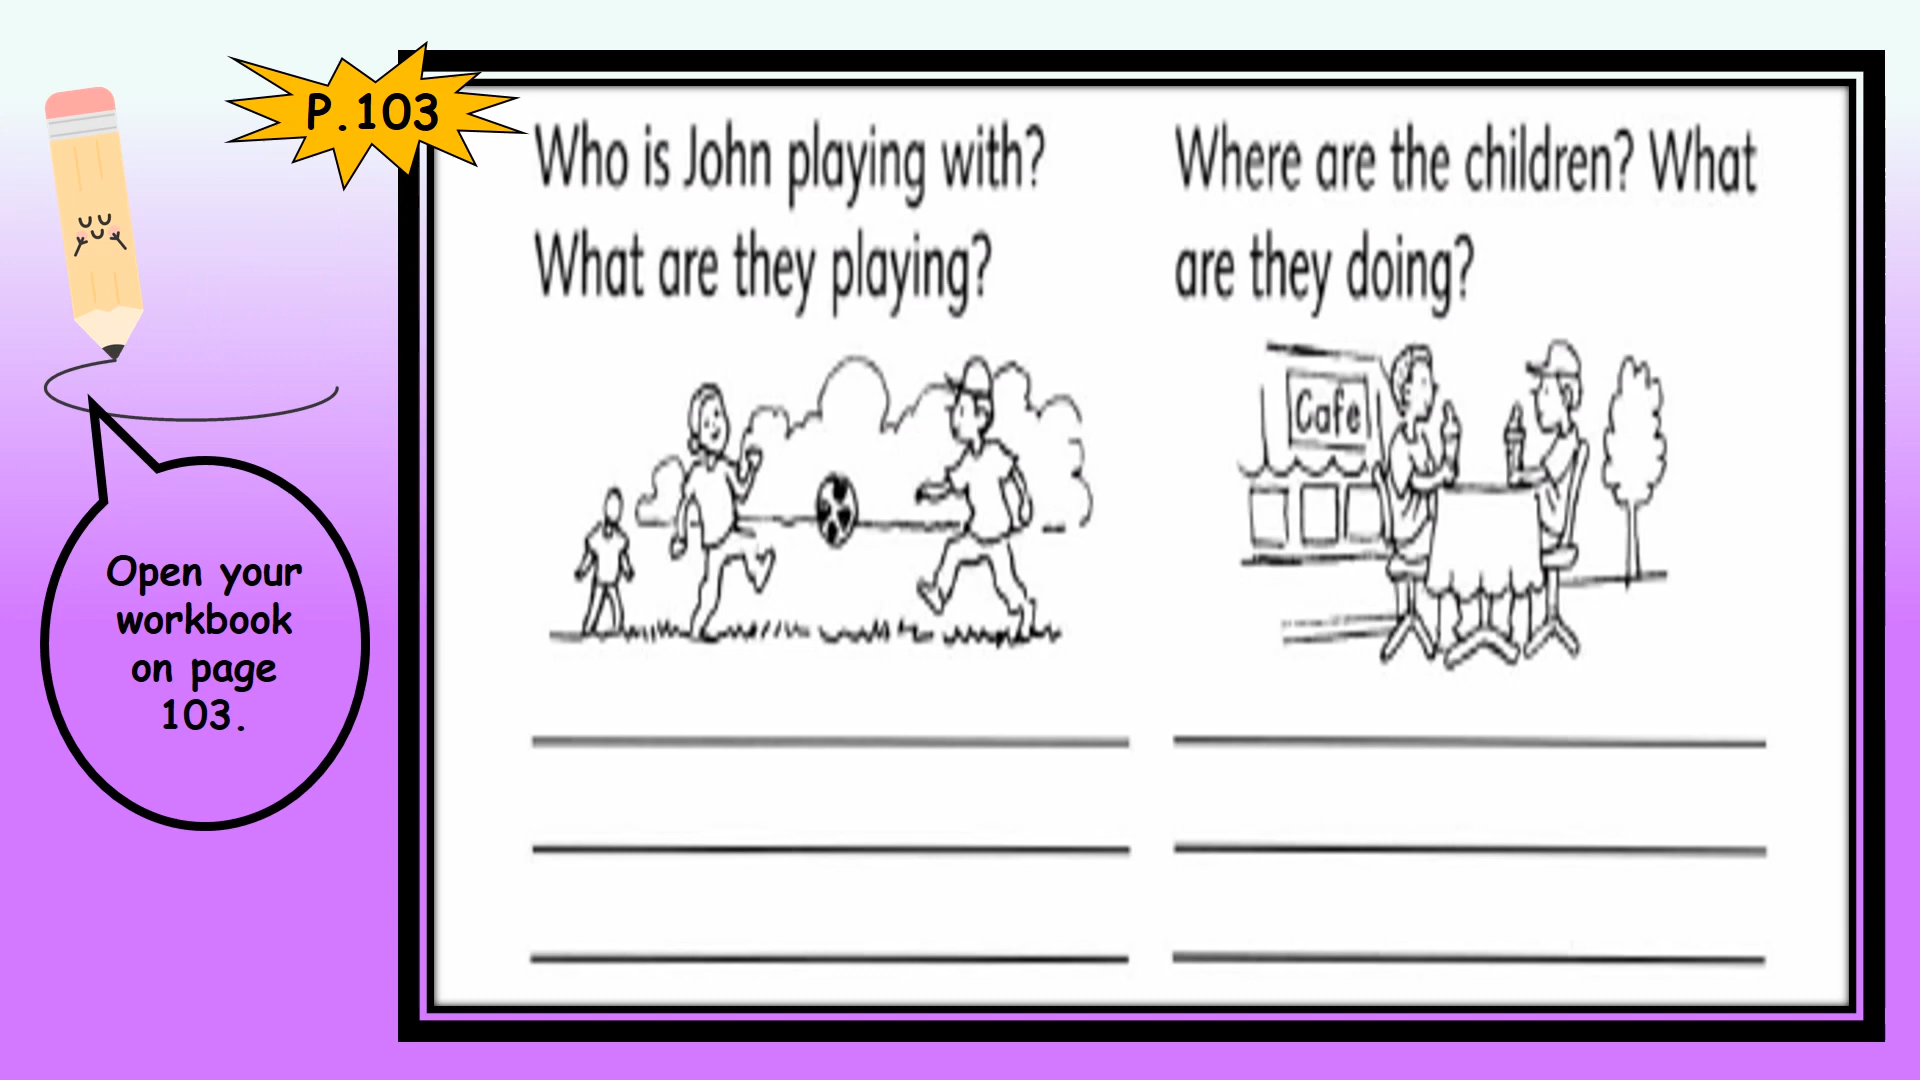 P.103
Open your
workbook
on page
103.
Who is John playing with?
What are they playing?
Where are the children? What
are they doing?
Cafe